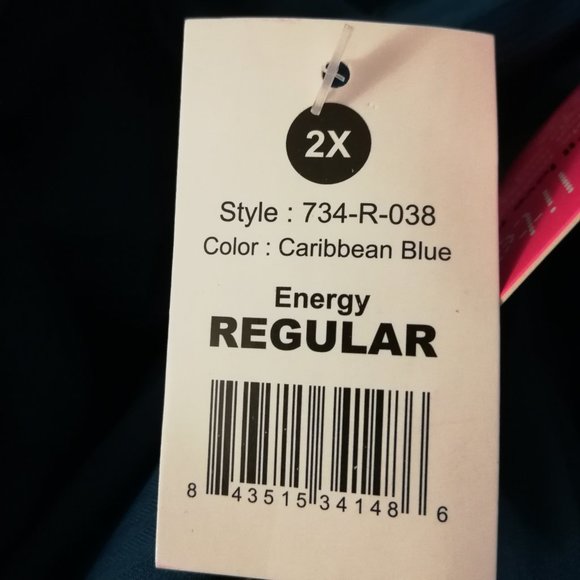 2X
Style : 734-R-038
Color : Caribbean Blue
Energy
REGULAR
8 43515 34148 6